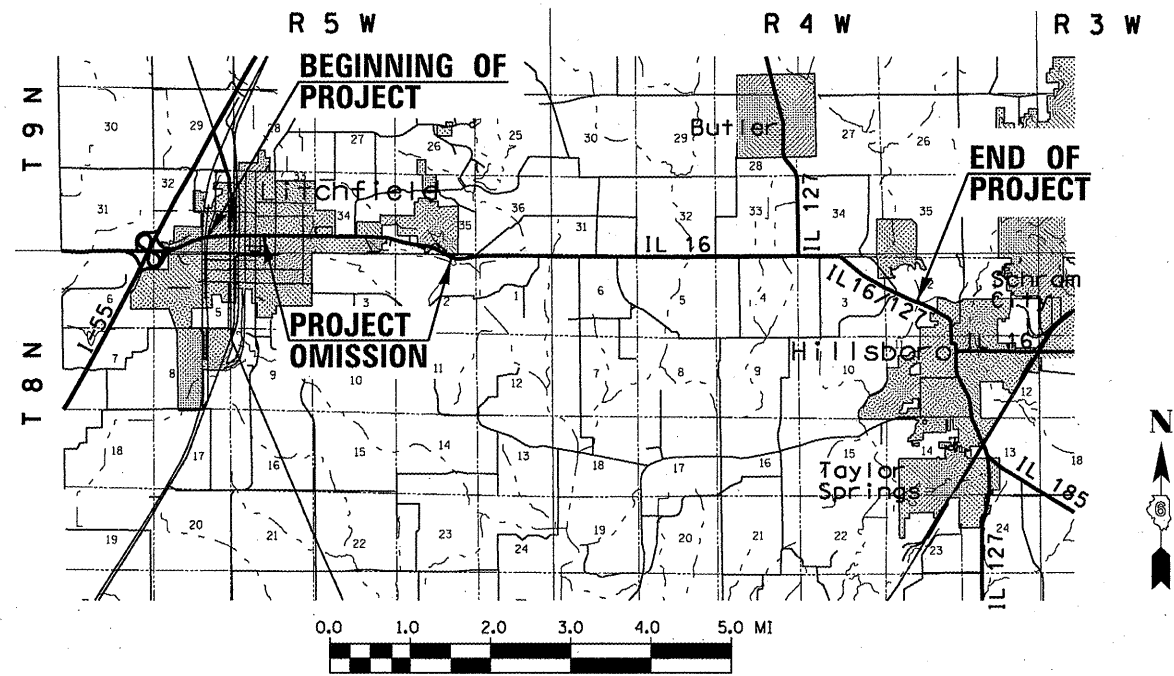 R 5 W
R 4 W
R 3 W
T 9 N
T 8 N
BEGINNING OF
PROJECT
END OF
PROJECT
PROJECT
OMISSION
Litchfield
Butler
Schram
City
Hillsboro
Taylor
Springs
I-55
IL 16
IL 127
IL 16/127
IL 16
IL 185
IL 127
30 29 28 27 26 25 30 29 28 27 26
32 33 34 35 36 31 32 33 34 35
31
6 5 3 2 1 6 5 4 3 2
7 8 9 10 11 12 7 8 9 10 12
18 17 16 15 14 13 18 17 16 15 14 13 18
19 20 21 22 23 24 19 20 21 22 23 24
N
6
0.0 1.0 2.0 3.0 4.0 5.0 MI